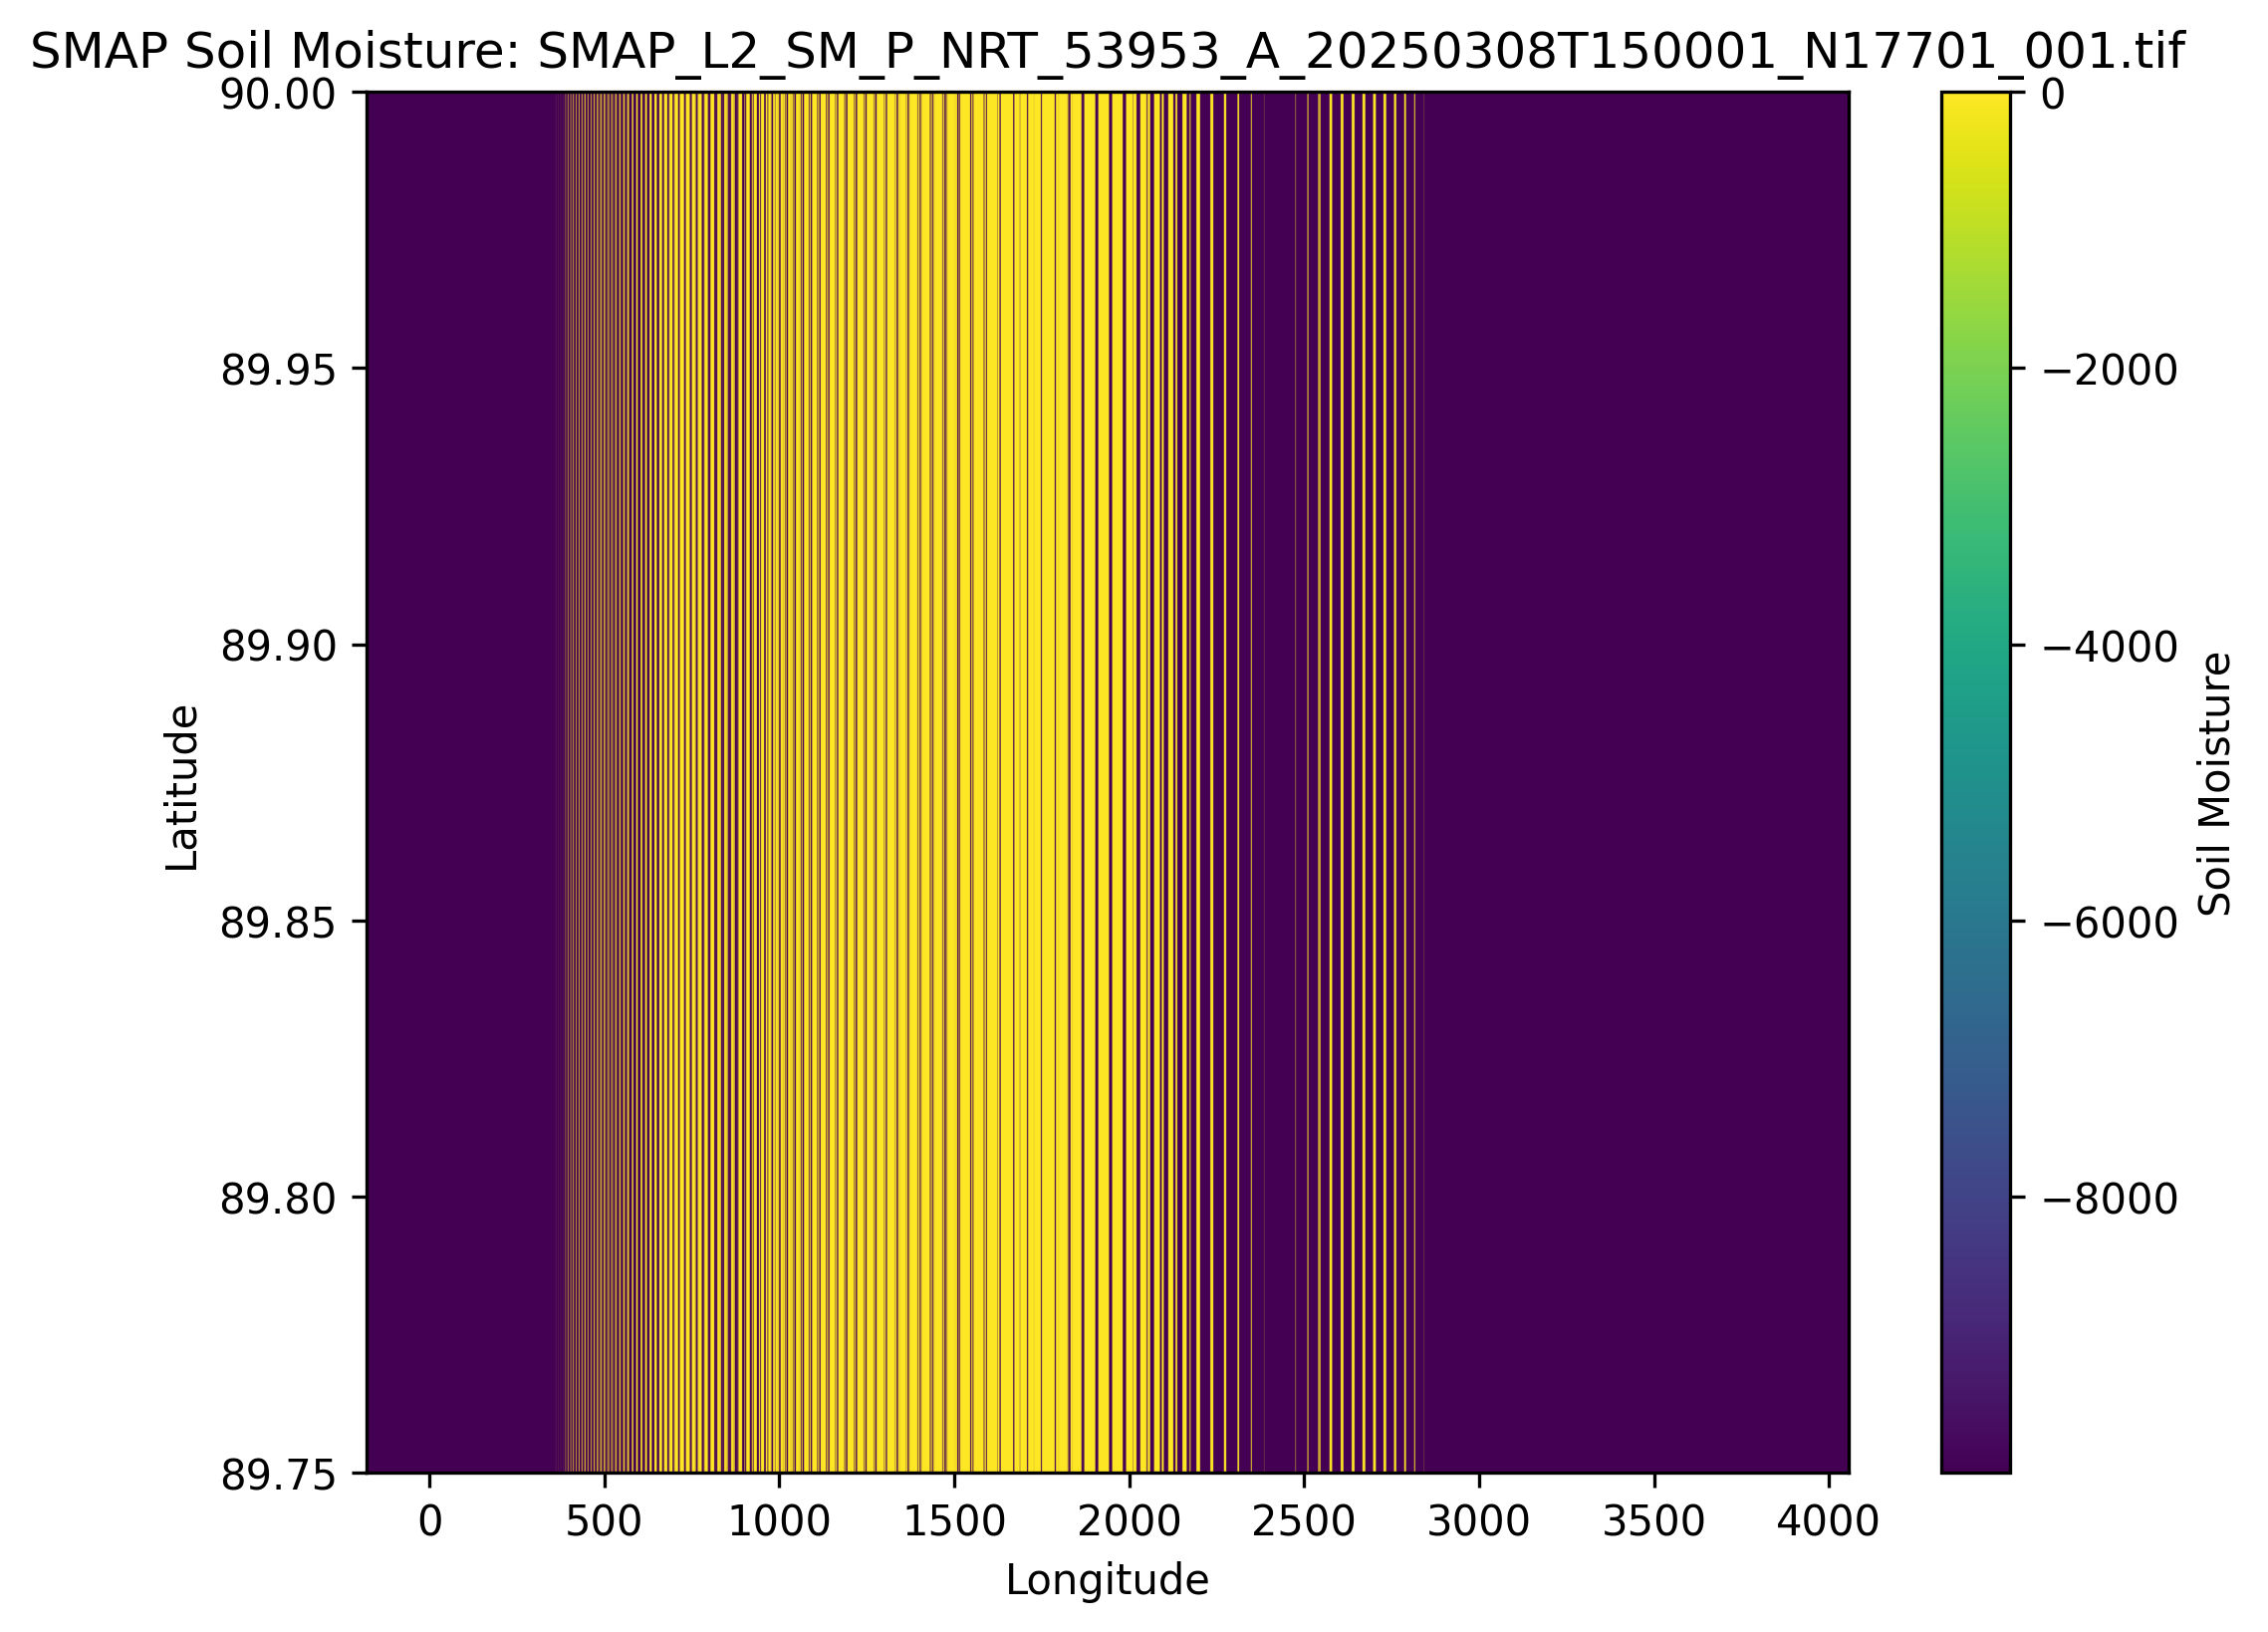 SMAP Soil Moisture: SMAP_L2_SM_P_NRT_53953_A_20250308T150001_N17701_001.tif
90.00
89.95
89.90
89.85
89.80
89.75
Latitude
0 500 1000 1500 2000 2500 3000 3500 4000
Longitude
0
−2000
−4000
−6000
−8000
Soil Moisture